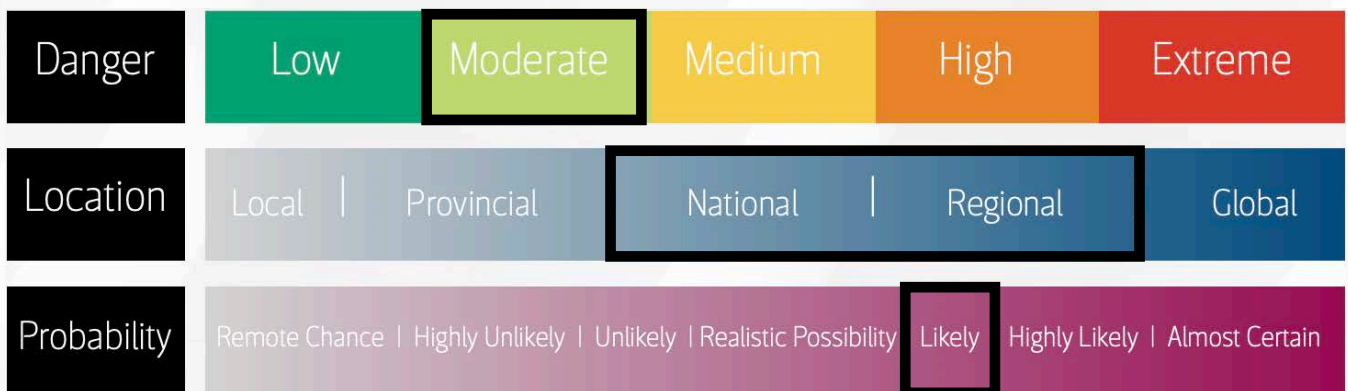 Danger Low Moderate Medium High Extreme
Location Local | Provincial National | Regional Global
Probability Remote Chance | Highly Unlikely | Unlikely | Realistic Possibility Likely Highly Likely | Almost Certain